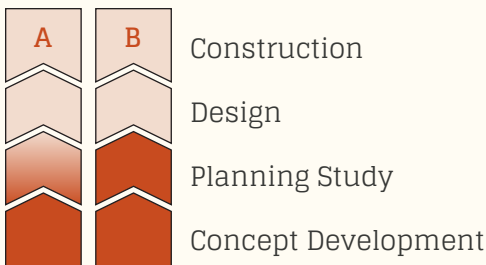 A B
Construction
Design
Planning Study
Concept Development